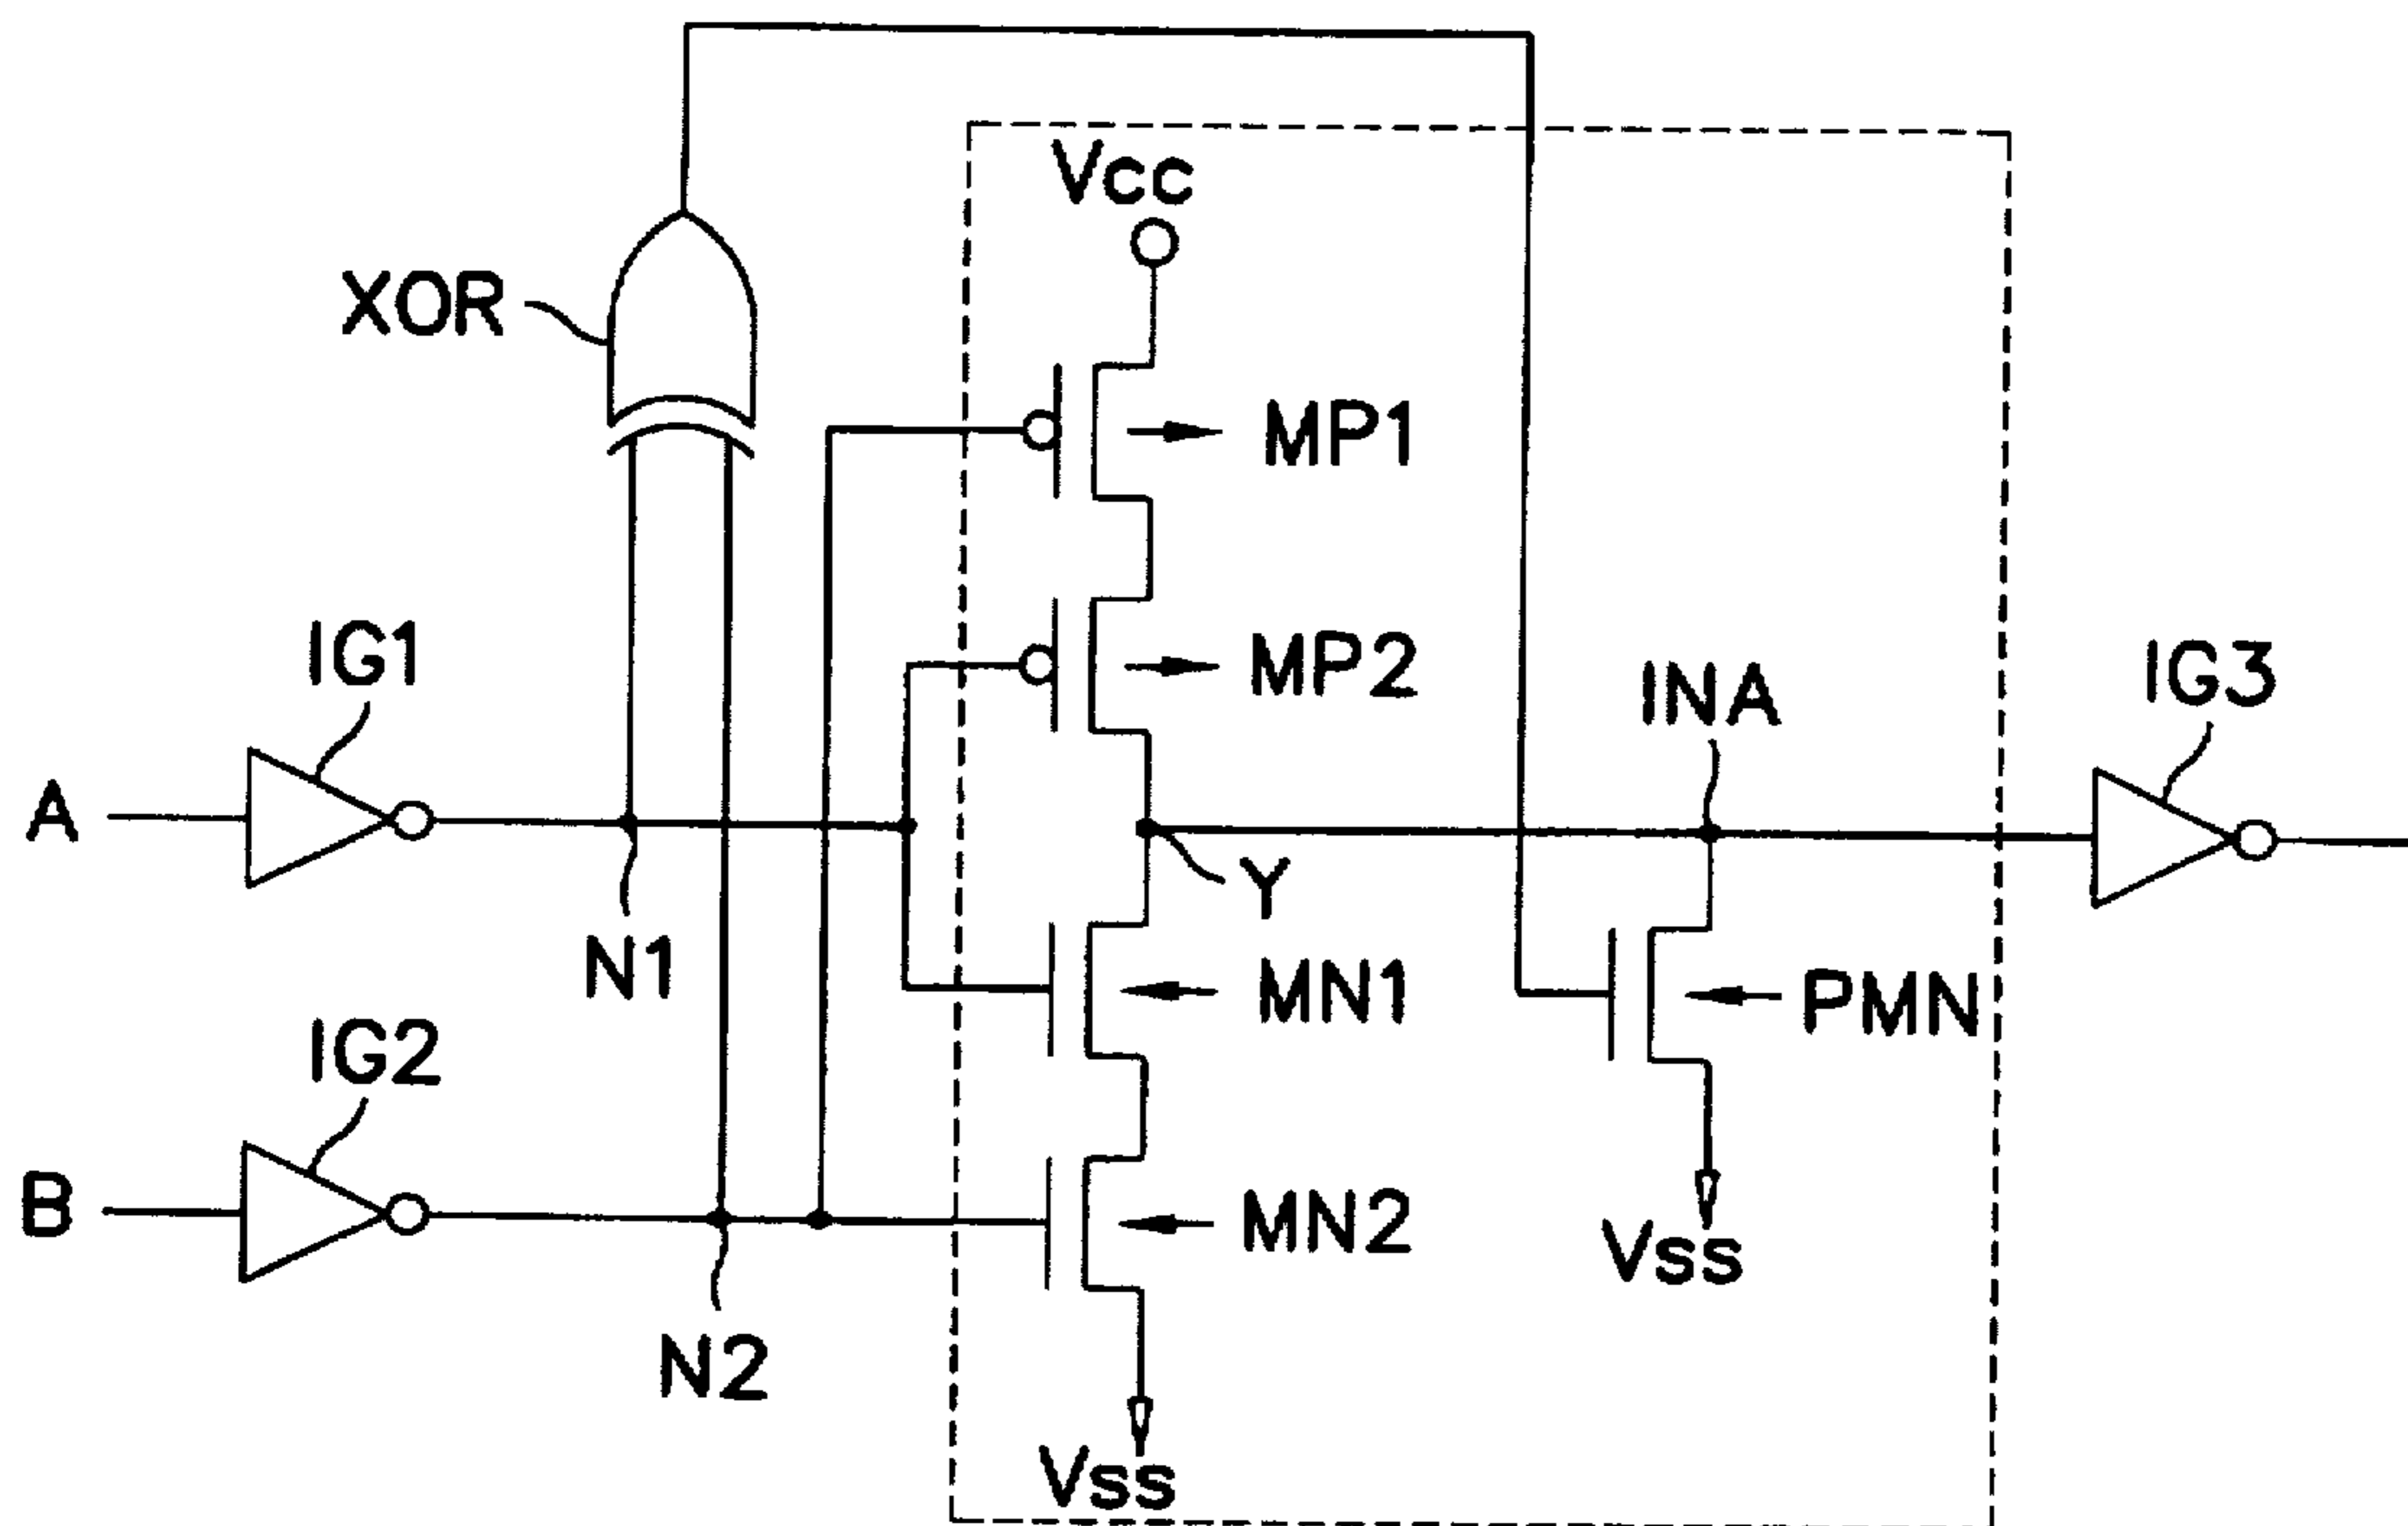 Vcc
XOR
MP1
IG1
MP2
INA
IG3
A
Y
N1
MN1
PMN
IG2
B
MN2
Vss
N2
Vss